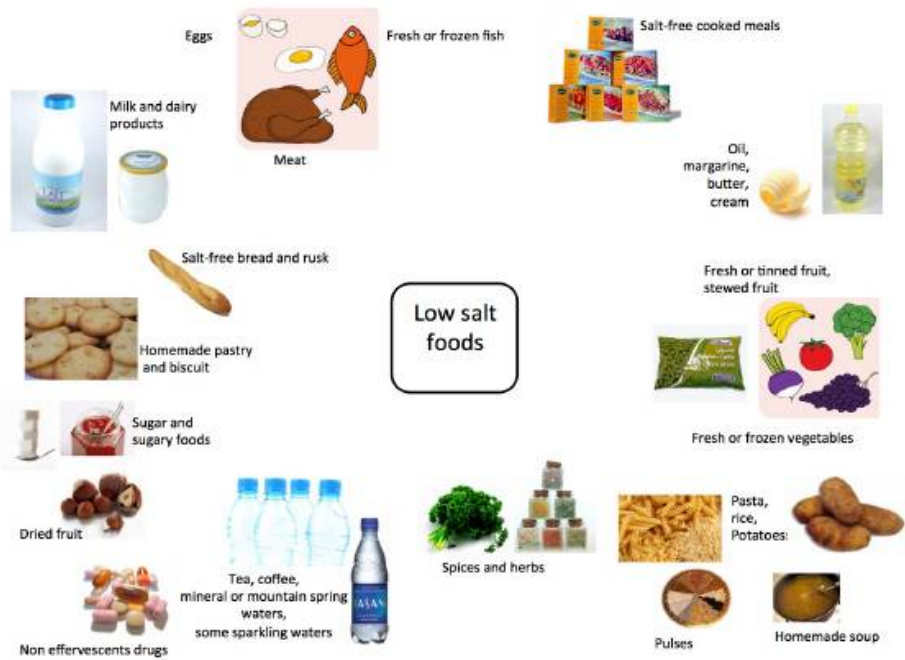 Eggs
Fresh or frozen fish
Salt-free cooked meals
Milk and dairy
products
Meat
Oil,
margarine,
butter,
cream
Salt-free bread and rusk
Fresh or tinned fruit,
stewed fruit
Low salt
foods
Homemade pastry
and biscuit
Sugar and
sugary foods
Fresh or frozen vegetables
Dried fruit
Pasta,
rice,
Potatoes:
Spices and herbs
Tea, coffee,
mineral or mountain spring
waters,
some sparkling waters
Non effervescents drugs
Pulses
Homemade soup